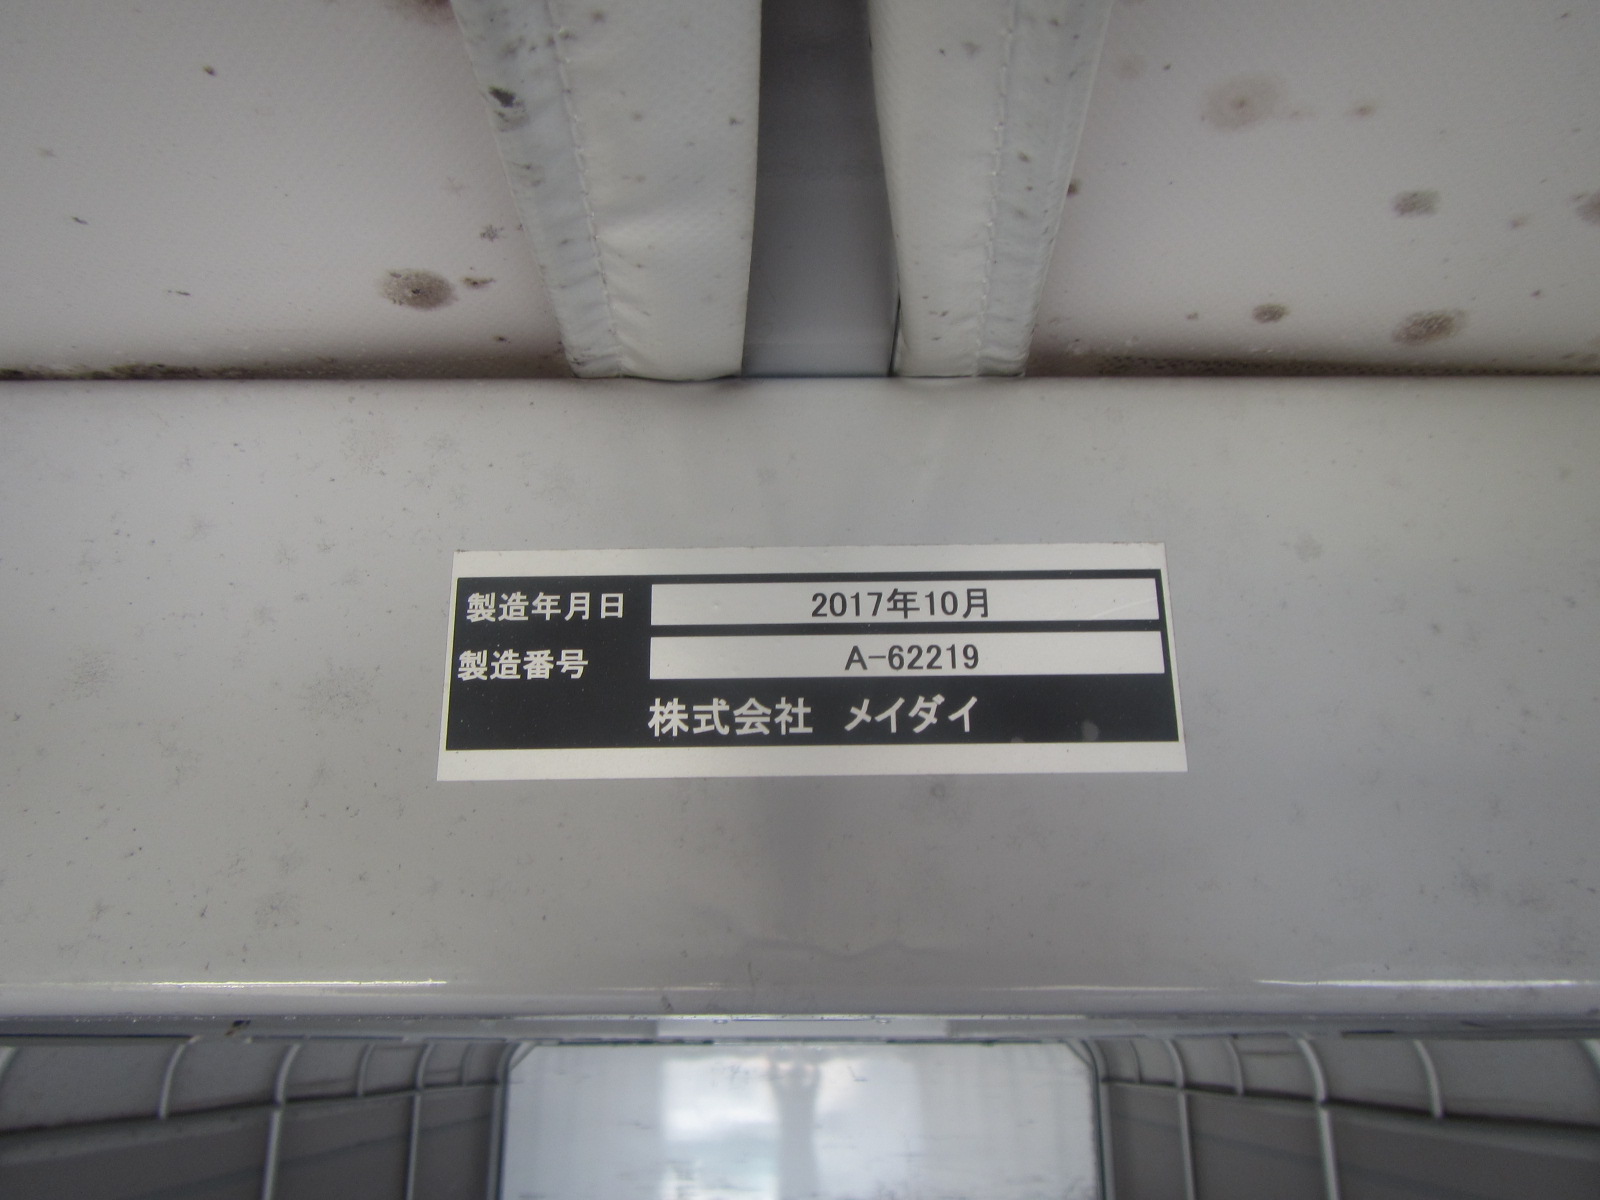 製造年月日 2017年10月
製造番号 A-62219
株式会社 メイダイ